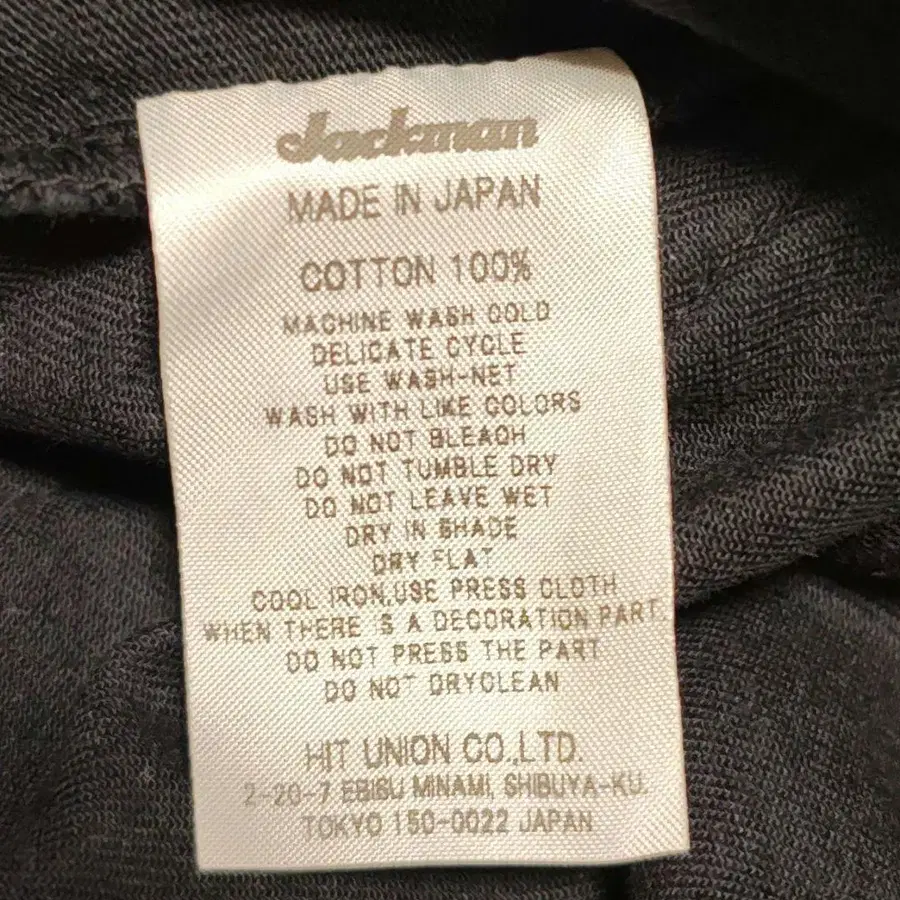 Jackman
MADE IN JAPAN
COTTON 100%
MACHINE WASH COLD
DELICATE CYCLE
USE WASH-NET
WASH WITH LIKE COLORS
DO NOT BLEACH
DO NOT TUMBLE DRY
DO NOT LEAVE WET
DRY IN SHADE
DRY FLAT
COOL IRON,USE PRESS CLOTH
WHEN THERE IS A DECORATION PART,
DO NOT PRESS THE PART
DO NOT DRYCLEAN
HIT UNION CO.,LTD.
2-20-7 EBISU MINAMI, SHIBUYA-KU,
TOKYO 150-0022 JAPAN